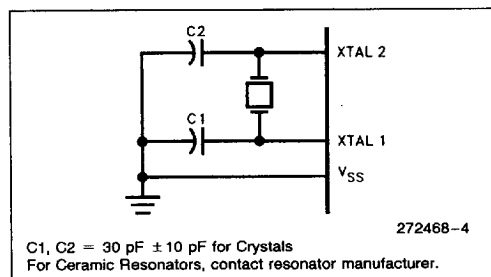 C2
XTAL 2
C1
XTAL 1
VSS
272468–4
C1, C2 = 30 pF ±10 pF for Crystals
For Ceramic Resonators, contact resonator manufacturer.